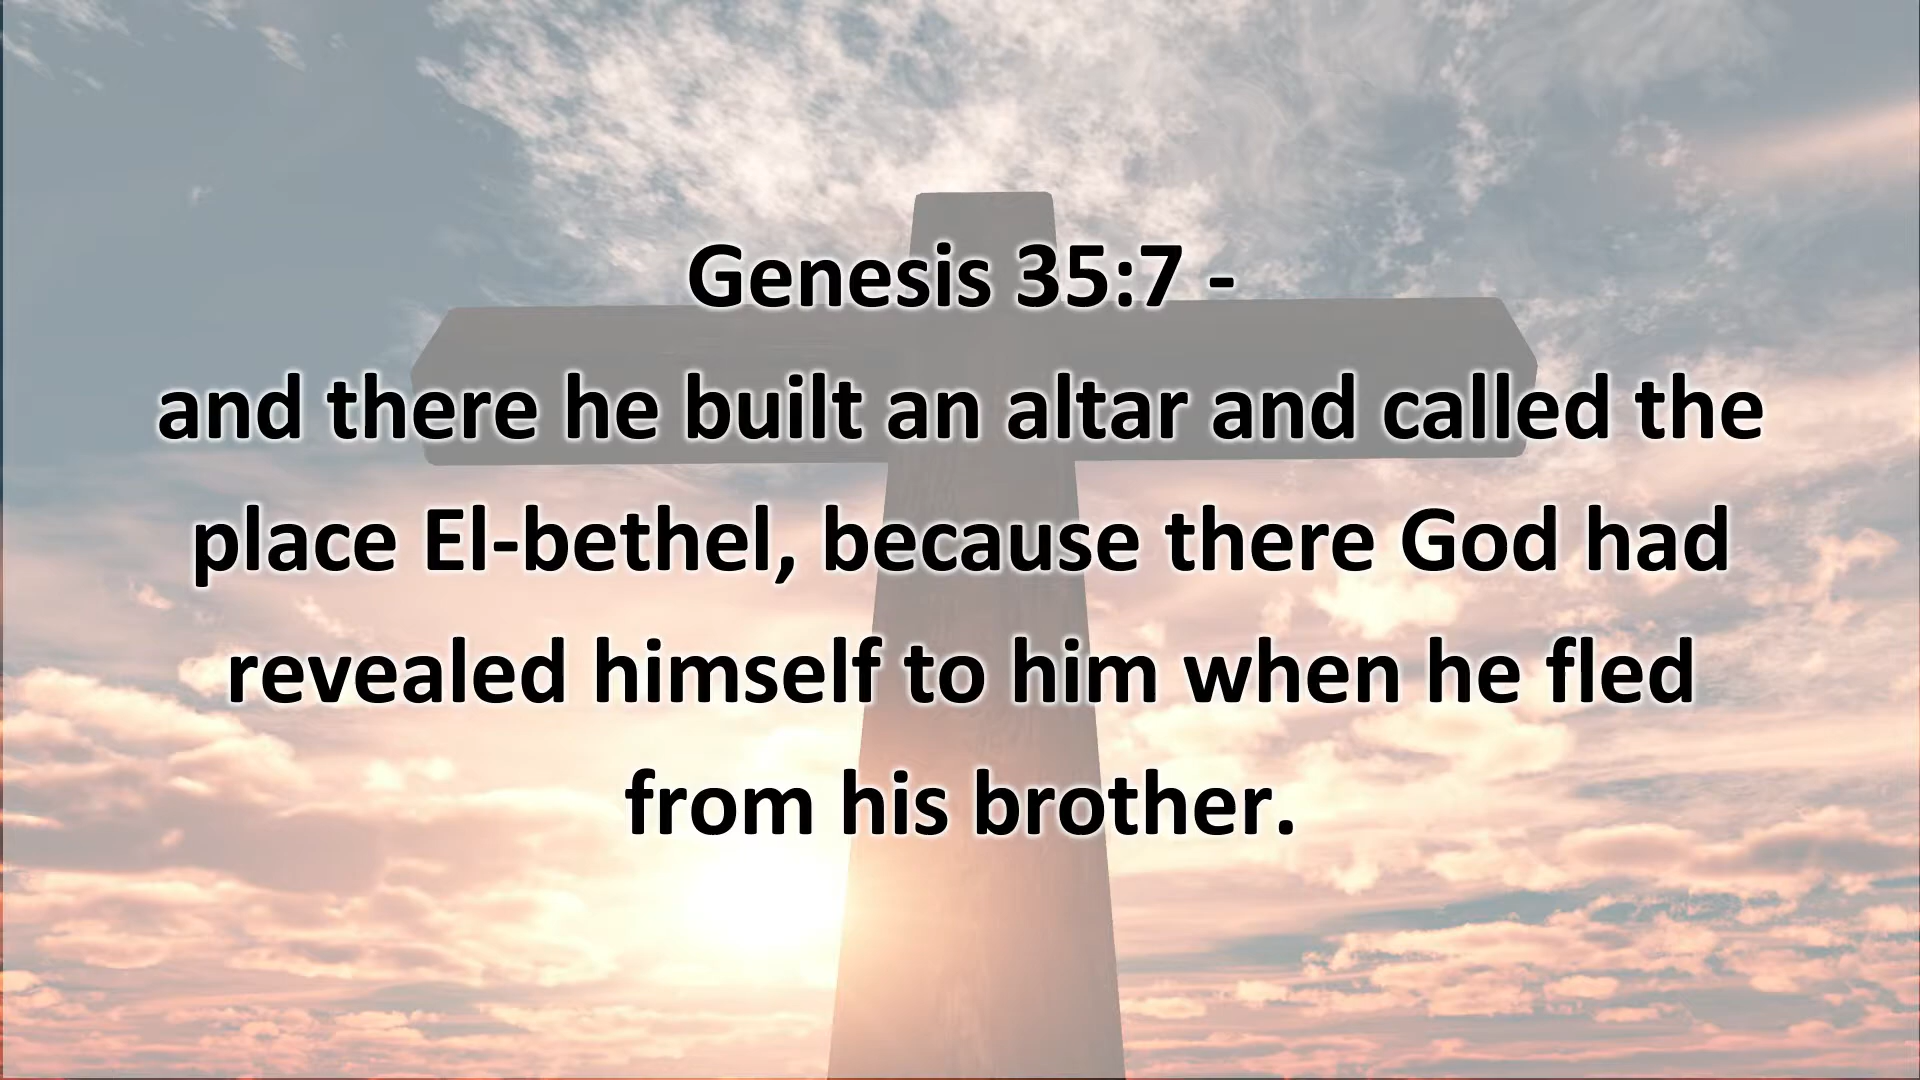 Genesis 35:7 -
and there he built an altar and called the
place El-bethel, because there God had
revealed himself to him when he fled
from his brother.